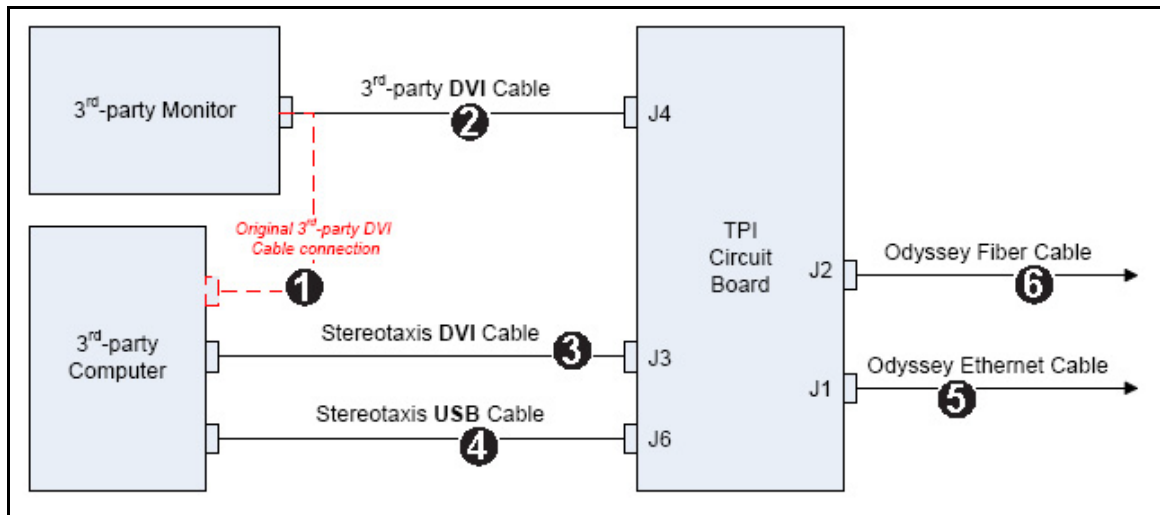 3rd-party Monitor
3rd-party DVI Cable
2
J4
Original 3rd-party DVI
Cable connection
1
TPI
Circuit
Board
J2
Odyssey Fiber Cable
6
3rd-party
Computer
Stereotaxis DVI Cable
3
J3
J1
Odyssey Ethernet Cable
5
Stereotaxis USB Cable
4
J6